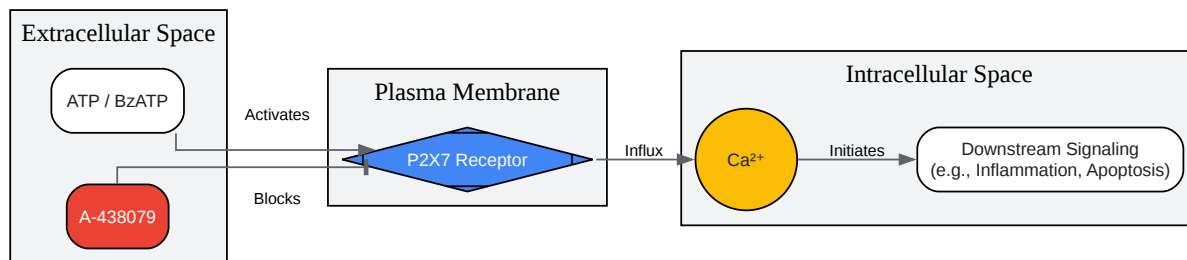 Extracellular Space
ATP / BzATP
A-438079
Activates
Blocks
Plasma Membrane
P2X7 Receptor
Influx
Intracellular Space
Ca²⁺
Initiates
Downstream Signaling
(e.g., Inflammation, Apoptosis)